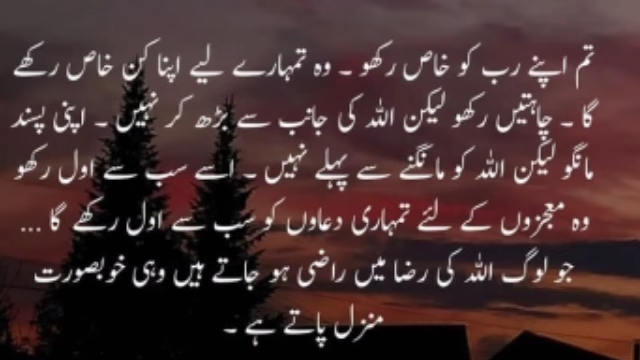 تم اپنے رب کو خاص رکھو ۔ وہ تمہارے لیے اپنا کن خاص رکھے
گا ۔ چاہتیں رکھو لیکن اللہ کی جانب سے بڑھ کر نہیں ۔ اپنی پسند
مانگو لیکن اللہ کو مانگنے سے پہلے نہیں ۔ اسے سب سے اول رکھو
وہ معجزوں کے لئے تمہاری دعاوں کو سب سے اول رکھے گا ...
جو لوگ اللہ کی رضا میں راضی ہو جاتے ہیں وہی خوبصورت
منزل پاتے ہے ۔